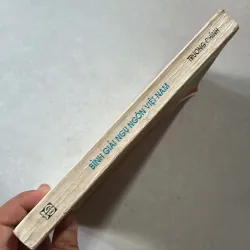 TRƯƠNG CHÍNH
BÌNH GIẢI NGỤ NGÔN VIỆT NAM